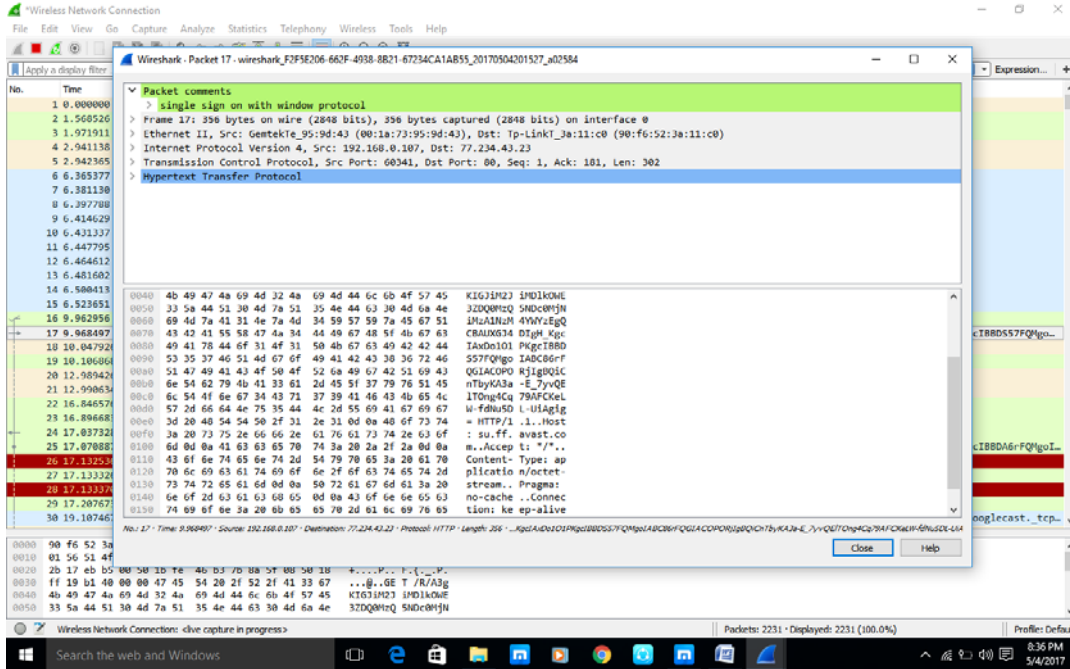 *Wireless Network Connection
File Edit View Go Capture Analyze Statistics Telephony Wireless Tools Help
Apply a display filter
Expression...
Wireshark · Packet 17 · wireshark_F2F5E206-662F-4938-8B21-67234CA1AB55_20170504201527_a02584
Packet comments
single sign on with window protocol
Frame 17: 356 bytes on wire (2848 bits), 356 bytes captured (2848 bits) on interface 0
Ethernet II, Src: GemtekTe_95:9d:43 (00:1a:73:95:9d:43), Dst: Tp-LinkT_3a:11:c0 (90:f6:52:3a:11:c0)
Internet Protocol Version 4, Src: 192.168.0.107, Dst: 77.234.43.23
Transmission Control Protocol, Src Port: 60341, Dst Port: 80, Seq: 1, Ack: 181, Len: 302
Hypertext Transfer Protocol
No. Time
1 0.000000
2 1.568526
3 1.971911
4 2.941138
5 2.942365
6 6.365377
7 6.381130
8 6.397788
9 6.414629
10 6.431337
11 6.447795
12 6.464612
13 6.481602
14 6.500413
15 6.523651
16 9.962956
17 9.968497
18 10.04792
19 10.10686
20 12.98942
21 12.99063
22 16.84657
23 16.89668
24 17.03732
25 17.07088
26 17.13253
27 17.13332
28 17.13337
29 17.20767
30 19.10746
0040 4b 49 47 4a 69 4d 32 4a 69 4d 44 6c 6b 4f 57 45 KIGJiM2J iMDlkOWE
0050 33 5a 44 51 30 4d 7a 51 35 4e 44 63 30 4d 6a 4e 3ZDQ0MzQ 5NDc0MjN
0060 69 4d 7a 41 31 4e 7a 4d 34 59 57 59 7a 45 67 51 iMzA1NzM 4YWYzEgQ
0070 43 42 41 55 58 47 4a 34 44 49 67 48 5f 4b 67 63 CBAUXGJ4 DIgH_Kgc
0080 49 41 78 44 6f 31 4f 31 50 4b 67 63 49 42 42 44 IAxDo1O1 PKgcIBBD
0090 53 35 37 46 51 4d 67 6f 49 41 42 43 38 36 72 46 S57FQMgo IABC86rF
00a0 51 47 49 41 43 4f 50 4f 52 6a 49 67 42 51 69 43 QGIACOPO RjIgBQiC
00b0 6e 54 62 79 4b 41 33 61 2d 45 5f 37 79 76 51 45 nTbyKA3a -E_7yvQE
00c0 6c 54 4f 6e 67 34 43 71 37 39 41 46 43 4b 65 4c lTOng4Cq 79AFCKeL
00d0 57 2d 66 64 4e 75 35 44 4c 2d 55 69 41 67 69 67 W-fdNu5D L-UiAgig
00e0 3d 20 48 54 54 50 2f 31 2e 31 0d 0a 48 6f 73 74 = HTTP/1 .1..Host
00f0 3a 20 73 75 2e 66 66 2e 61 76 61 73 74 2e 63 6f : su.ff. avast.co
0100 6d 0d 0a 41 63 63 65 70 74 3a 20 2a 2f 2a 0d 0a m..Accep t: */*..
0110 43 6f 6e 74 65 6e 74 2d 54 79 70 65 3a 20 61 70 Content- Type: ap
0120 70 6c 69 63 61 74 69 6f 6e 2f 6f 63 74 65 74 2d plicatio n/octet-
0130 73 74 72 65 61 6d 0d 0a 50 72 61 67 6d 61 3a 20 stream.. Pragma:
0140 6e 6f 2d 63 61 63 68 65 0d 0a 43 6f 6e 6e 65 63 no-cache ..Connec
0150 74 69 6f 6e 3a 20 6b 65 65 70 2d 61 6c 69 76 65 tion: ke ep-alive
No.: 17 · Time: 9.968497 · Source: 192.168.0.107 · Destination: 77.234.43.23 · Protocol: HTTP · Length: 356
Close Help
0000 90 f6 52 3a
0010 01 56 51 4f
0020 2b 17 eb b5 00 50 1b fe 46 b3 7b 8a 5f 08 50 18 +....P.. F.{._.P.
0030 ff 19 b1 40 00 00 47 45 54 20 2f 52 2f 41 33 67 ...@..GE T /R/A3g
0040 4b 49 47 4a 69 4d 32 4a 69 4d 44 6c 6b 4f 57 45 KIGJiM2J iMDlkOWE
0050 33 5a 44 51 30 4d 7a 51 35 4e 44 63 30 4d 6a 4e 3ZDQ0MzQ 5NDc0MjN
Wireless Network Connection: <live capture in progress> Packets: 2231 · Displayed: 2231 (100.0%) Profile: Defau
Search the web and Windows
8:36 PM
5/4/2017